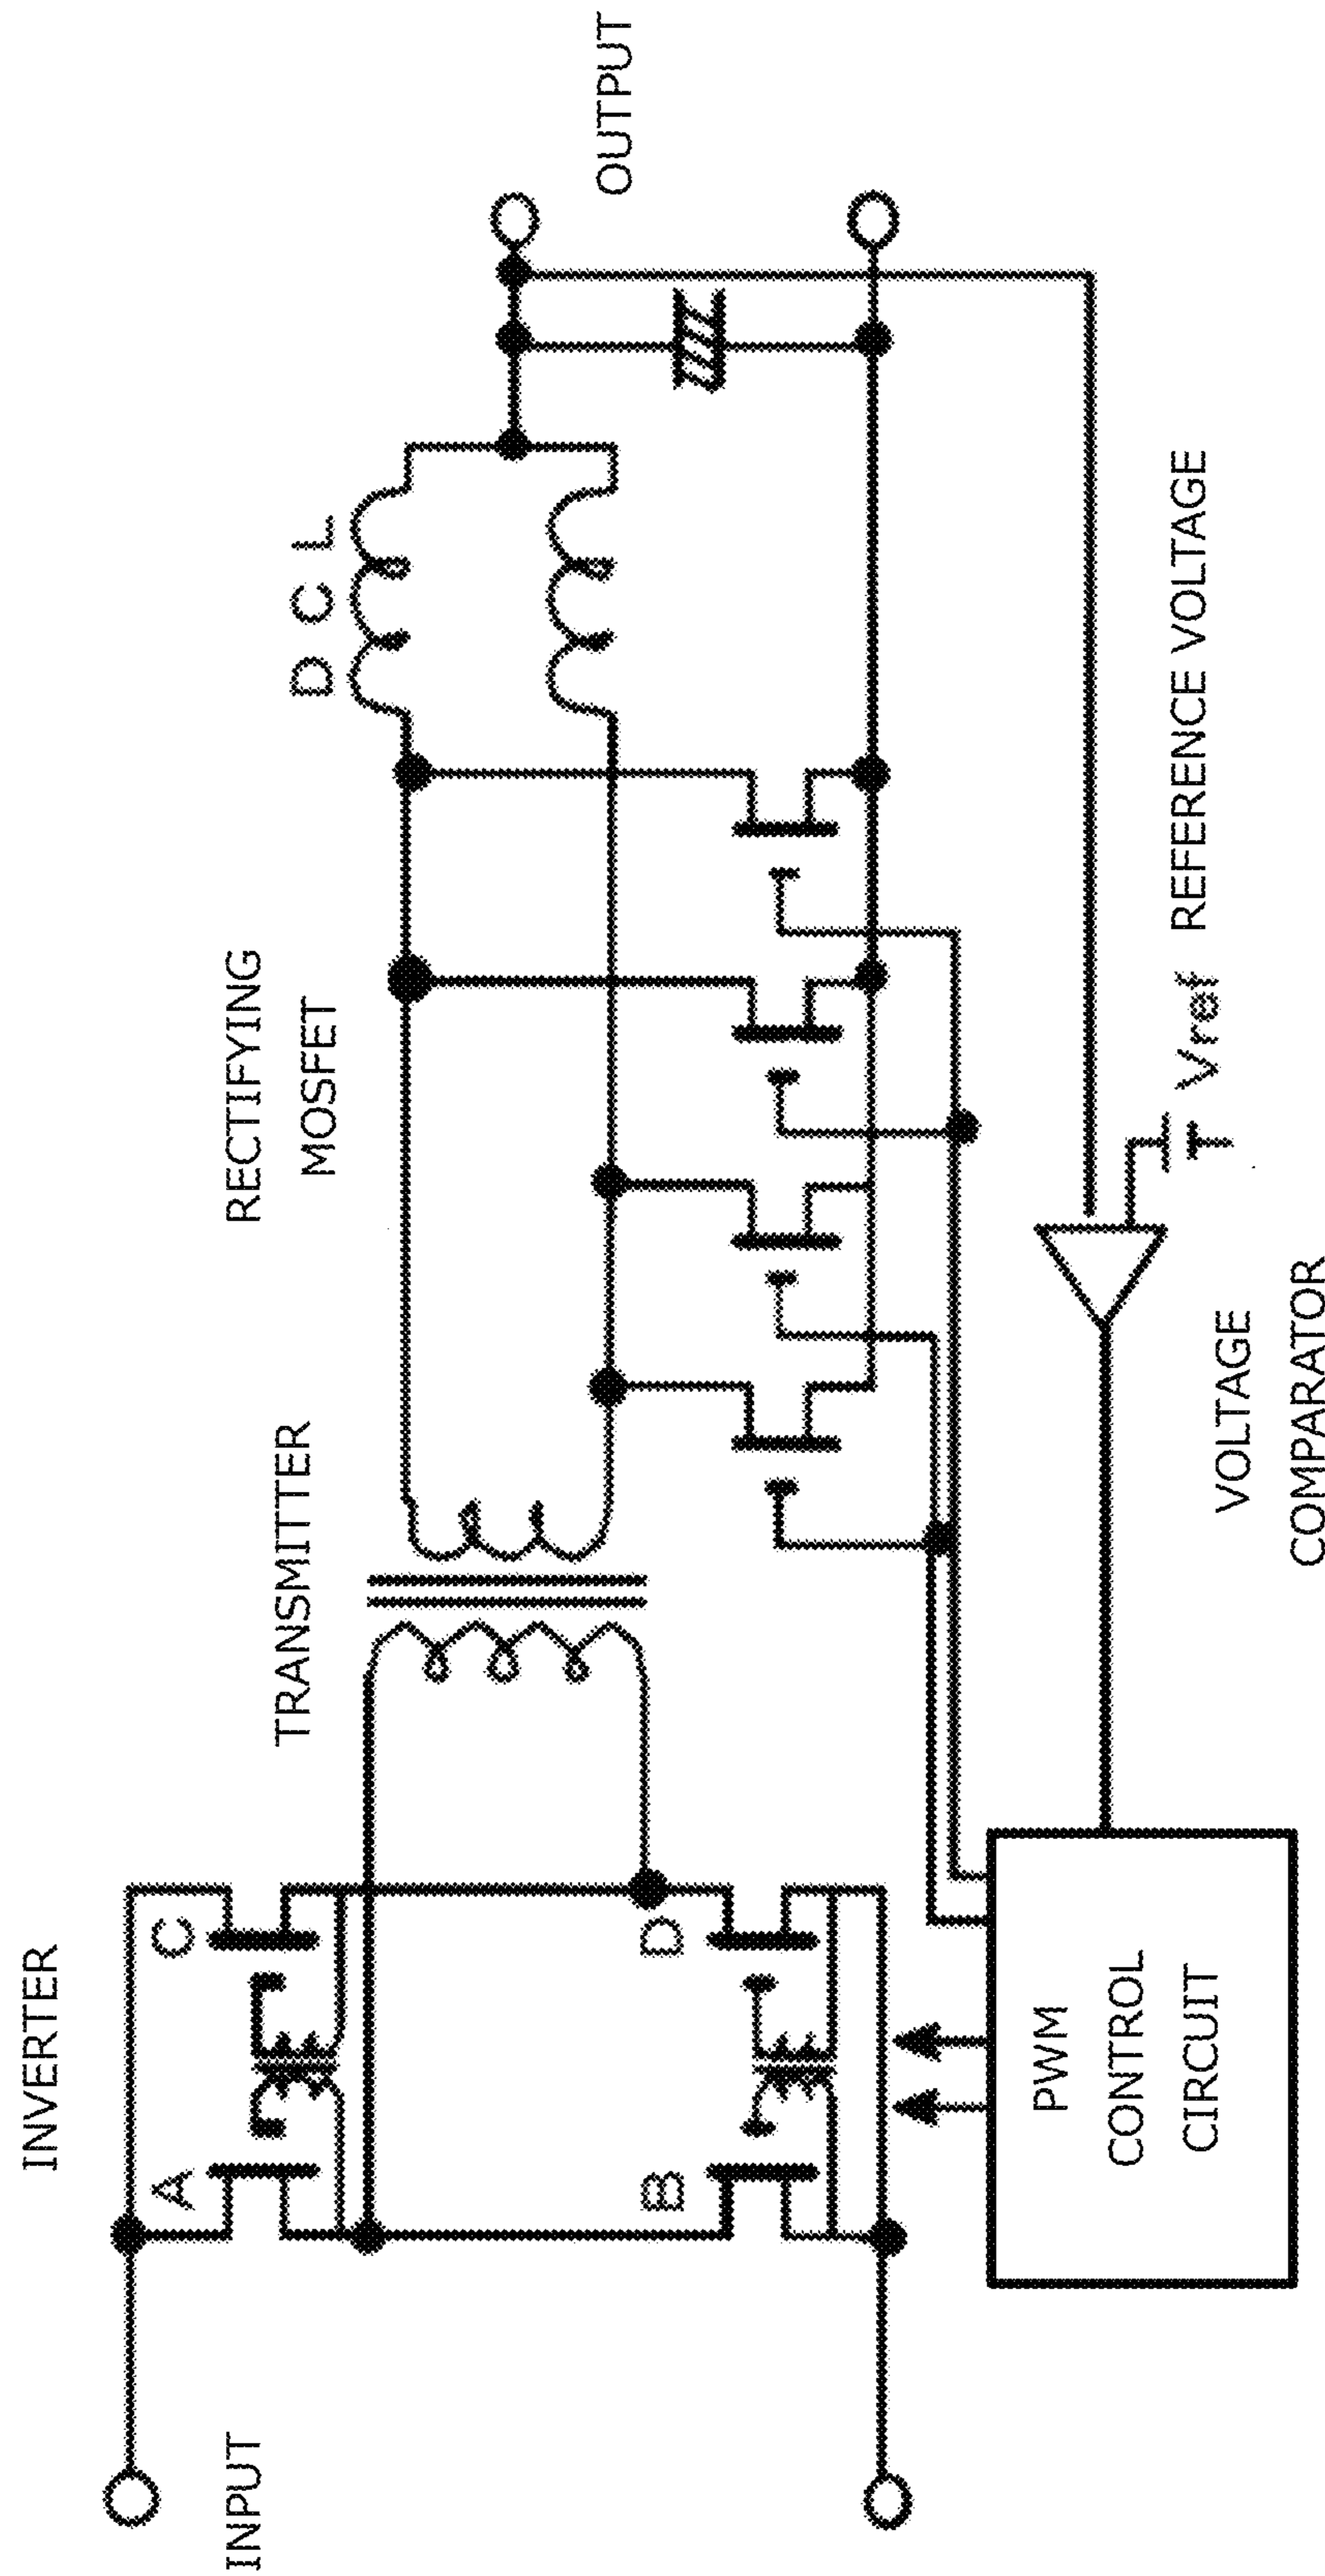 INVERTER
INPUT
A
C
B
D
TRANSMITTER
RECTIFYING
MOSFET
D C L
OUTPUT
PWM
CONTROL
CIRCUIT
VOLTAGE
COMPARATOR
Vref REFERENCE VOLTAGE